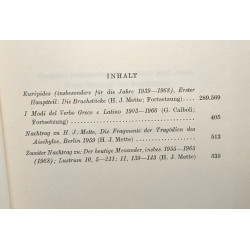 INHALT
Euripides (insbesondere für die Jahre 1939—1968), Erster
Hauptteil: Die Bruchstücke (H. J. Mette; Fortsetzung) . . . 289,569
I Modi del Verbo Greco e Latino 1903—1966 (G. Calboli;
Fortsetzung) . . . 405
Nachtrag zu H. J. Mette, Die Fragmente der Tragödien des
Aischylos, Berlin 1959 (H. J. Mette) . . . 513
Zweiter Nachtrag zu: Der heutige Menander, insbes. 1955—1965
(1968); Lustrum 10, 5—211; 11, 139—143 (H. J. Mette) . . . 535